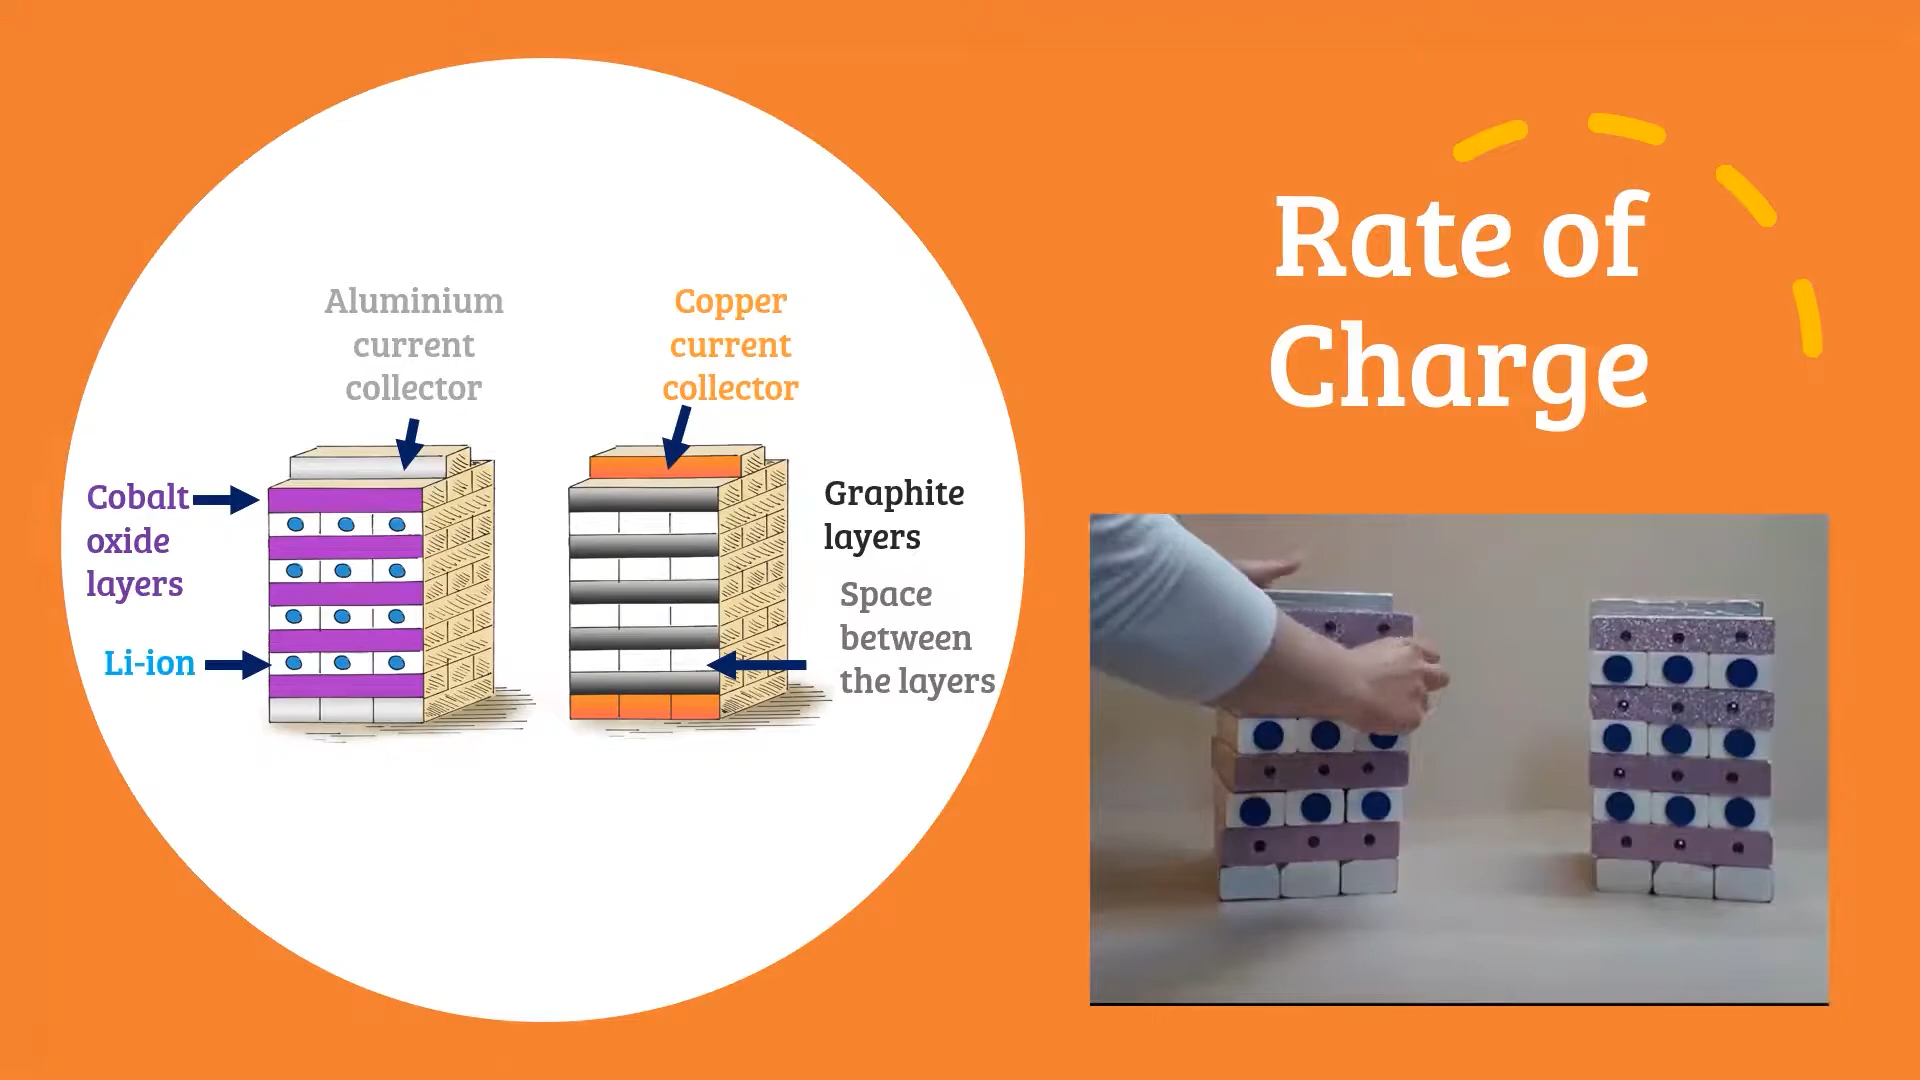 Rate of
Charge
Aluminium
current
collector
Copper
current
collector
Cobalt
oxide
layers
Li-ion
Graphite
layers
Space
between
the layers